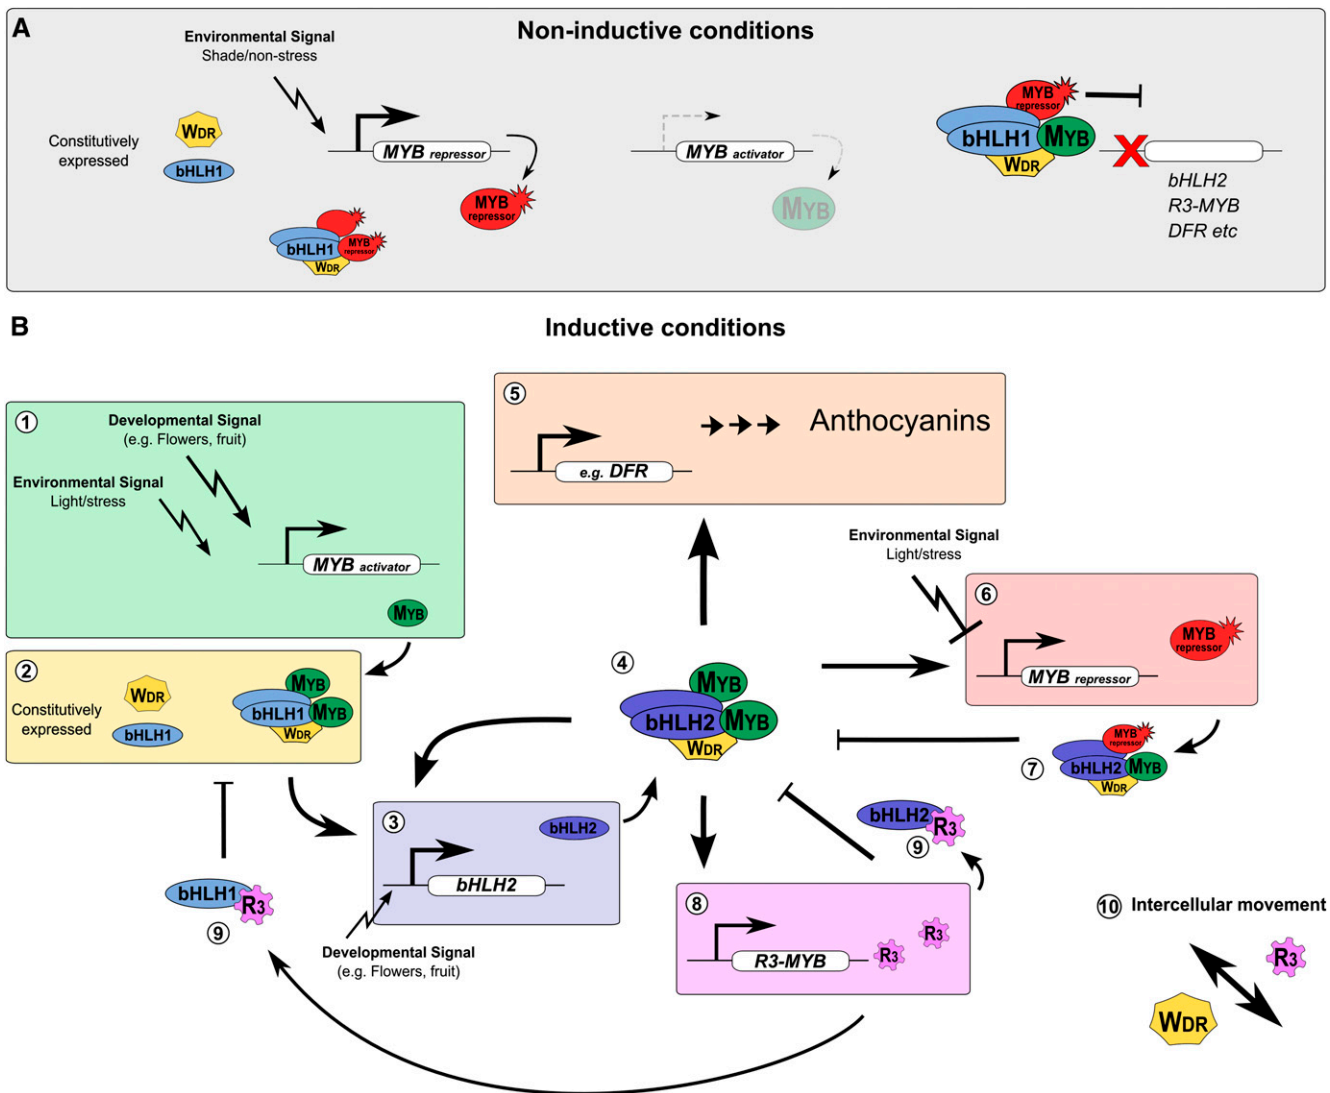 A
Non-inductive conditions
Environmental Signal
Shade/non-stress
Constitutively
expressed
WDR
bHLH1
MYB repressor
MYB
repressor
bHLH1
MYB
repressor
WDR
MYB activator
MYB
MYB
repressor
bHLH1
MYB
WDR
X
bHLH2
R3-MYB
DFR etc
B
Inductive conditions
1
Developmental Signal
(e.g. Flowers, fruit)
Environmental Signal
Light/stress
MYB activator
MYB
2
Constitutively
expressed
WDR
bHLH1
MYB
bHLH1
MYB
WDR
3
bHLH2
bHLH2
Developmental Signal
(e.g. Flowers, fruit)
4
MYB
bHLH2
MYB
WDR
5
e.g. DFR
Anthocyanins
Environmental Signal
Light/stress
6
MYB repressor
MYB
repressor
7
MYB
repressor
bHLH2
MYB
WDR
8
R3-MYB
R3
R3
bHLH2
R3
9
bHLH1
R3
9
10 Intercellular movement
R3
WDR